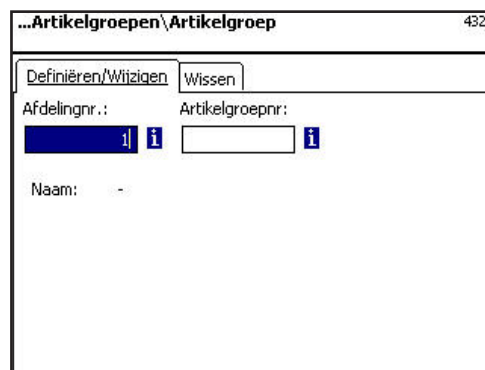 ...Artikelgroepen\Artikelgroep 432
Definiëren/Wijzigen Wissen
Afdelingnr.: Artikelgroepnr:
1 i i
Naam: -